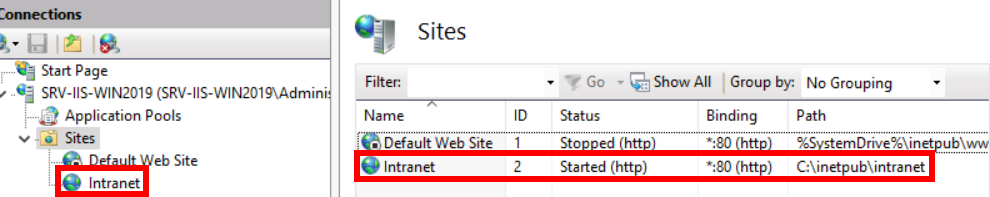 Connections
Start Page
SRV-IIS-WIN2019 (SRV-IIS-WIN2019\Adminis
Application Pools
Sites
Default Web Site
Intranet
Sites
Filter: Go Show All Group by: No Grouping
Name ID Status Binding Path
Default Web Site 1 Stopped (http) *:80 (http) %SystemDrive%\inetpub\ww
Intranet 2 Started (http) *:80 (http) C:\inetpub\intranet